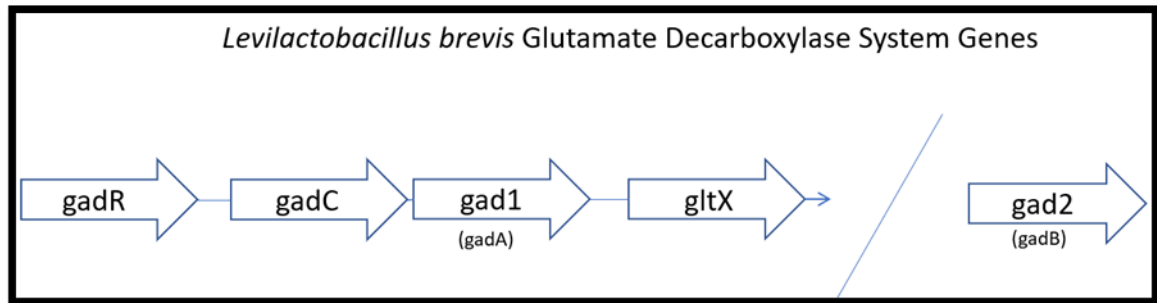 Levilactobacillus brevis Glutamate Decarboxylase System Genes
gadR gadC gad1 gltX gad2
(gadA) (gadB)